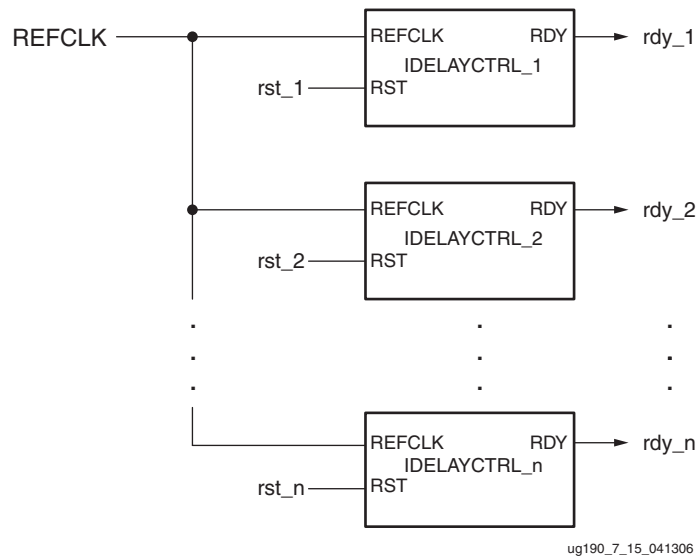 REFCLK
REFCLK RDY
rdy_1
IDELAYCTRL_1
rst_1
RST
REFCLK RDY
rdy_2
IDELAYCTRL_2
rst_2
RST
REFCLK RDY
rdy_n
IDELAYCTRL_n
rst_n
RST
ug190_7_15_041306